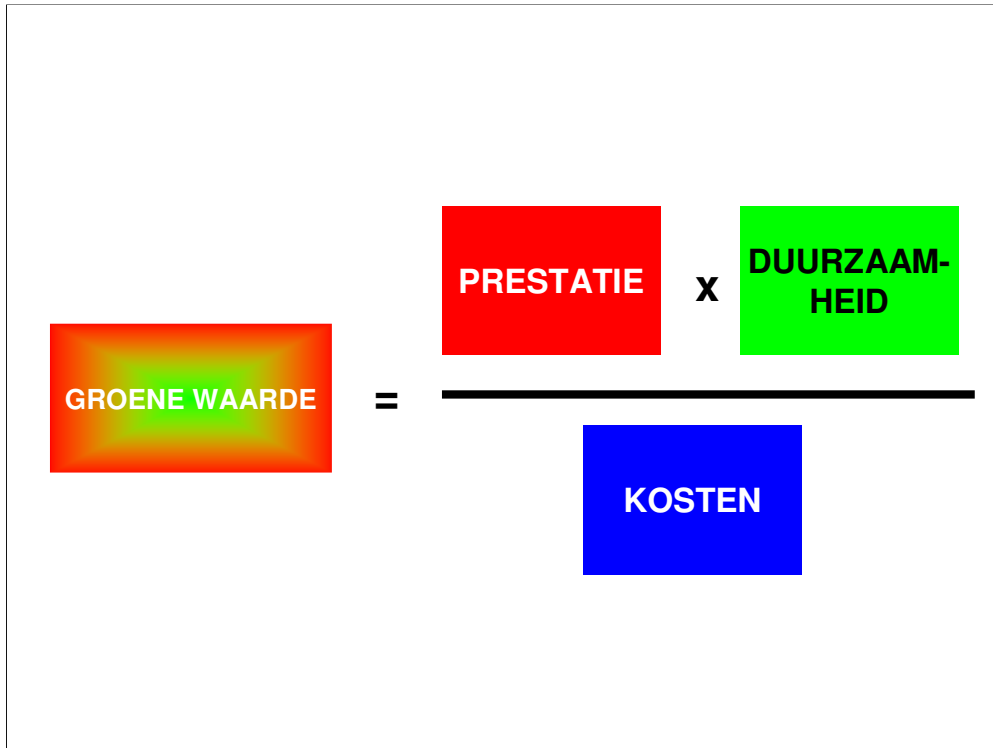 PRESTATIE x DUURZAAM-
HEID
GROENE WAARDE =
KOSTEN